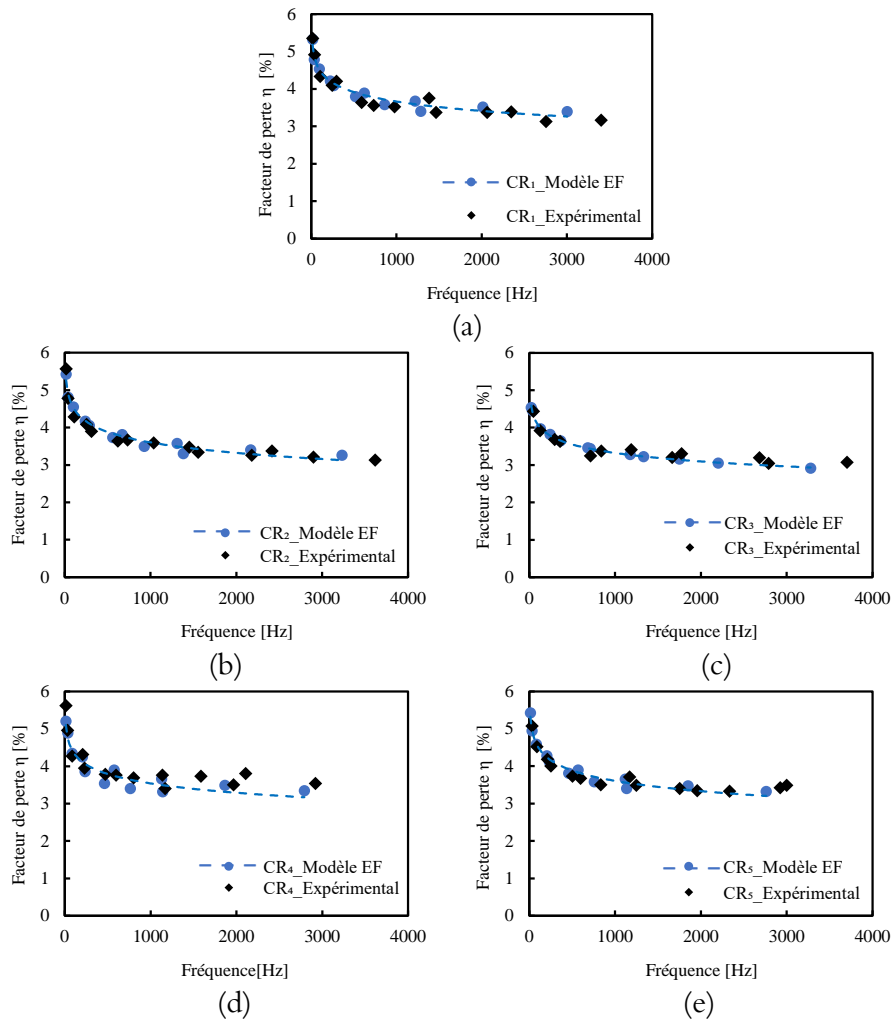 6
5
4
3
2
1
0
Facteur de perte η [%]
CR₁_Modèle EF
CR₁_Expérimental
0 1000 2000 3000 4000
Fréquence [Hz]
(a)
6
5
4
3
2
1
0
Facteur de perte η [%]
CR₂_Modèle EF
CR₂_Expérimental
0 1000 2000 3000 4000
Fréquence [Hz]
(b)
6
5
4
3
2
1
0
Facteur de perte η [%]
CR₃_Modèle EF
CR₃_Expérimental
0 1000 2000 3000 4000
Fréquence [Hz]
(c)
6
5
4
3
2
1
0
Facteur de perte η [%]
CR₄_Modèle EF
CR₄_Expérimental
0 1000 2000 3000 4000
Fréquence[Hz]
(d)
6
5
4
3
2
1
0
Facteur de perte η [%]
CR₅_Modèle EF
CR₅_Expérimental
0 1000 2000 3000 4000
Fréquence [Hz]
(e)